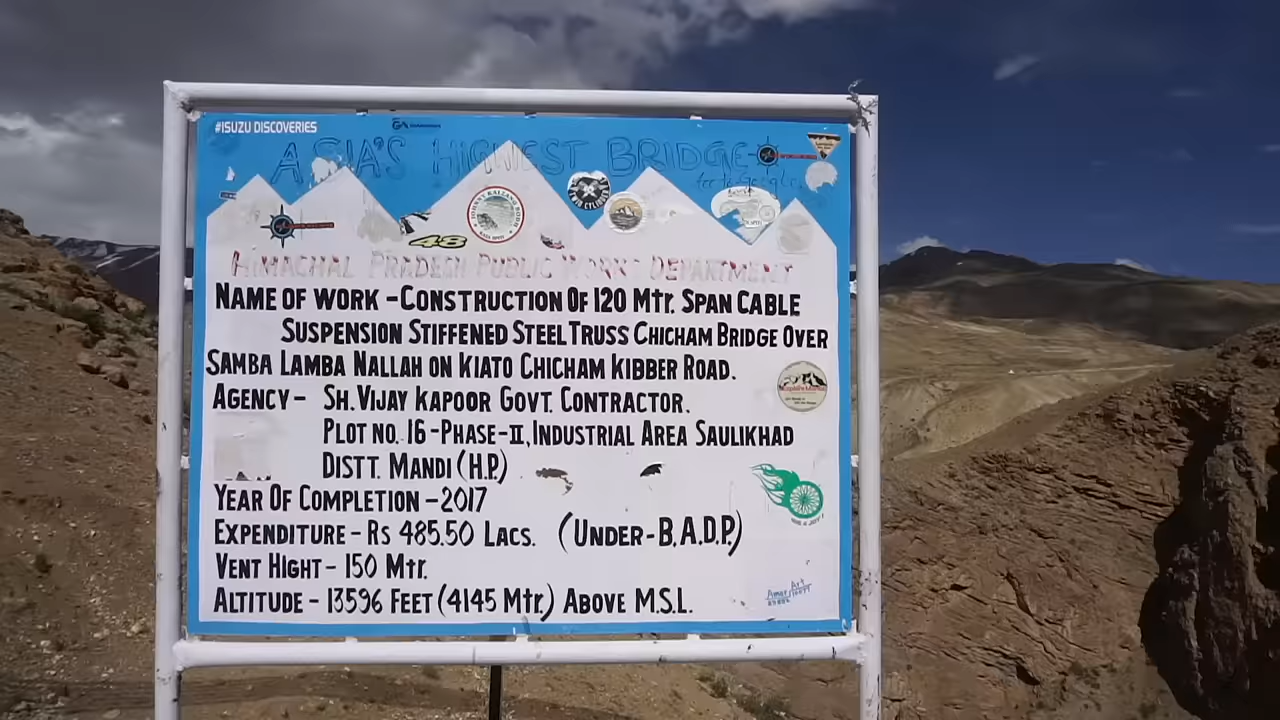 #ISUZU DISCOVERIES
ASIA'S HIGHEST BRIDGE
48
HIMACHAL PRADESH PUBLIC WORKS DEPARTMENT
NAME OF WORK - CONSTRUCTION OF 120 Mtr. SPAN CABLE
SUSPENSION STIFFENED STEEL TRUSS CHICHAM BRIDGE OVER
SAMBA LAMBA NALLAH ON KIATO CHICHAM KIBBER ROAD.
AGENCY - SH. VIJAY KAPOOR GOVT. CONTRACTOR.
PLOT NO. 16 - PHASE - II, INDUSTRIAL AREA SAULIKHAD
DISTT. MANDI (H.P.)
YEAR OF COMPLETION - 2017
EXPENDITURE - Rs 485.50 LACS. (UNDER - B.A.D.P.)
VENT HIGHT - 150 Mtr.
ALTITUDE - 13596 FEET (4145 Mtr.) ABOVE M.S.L.